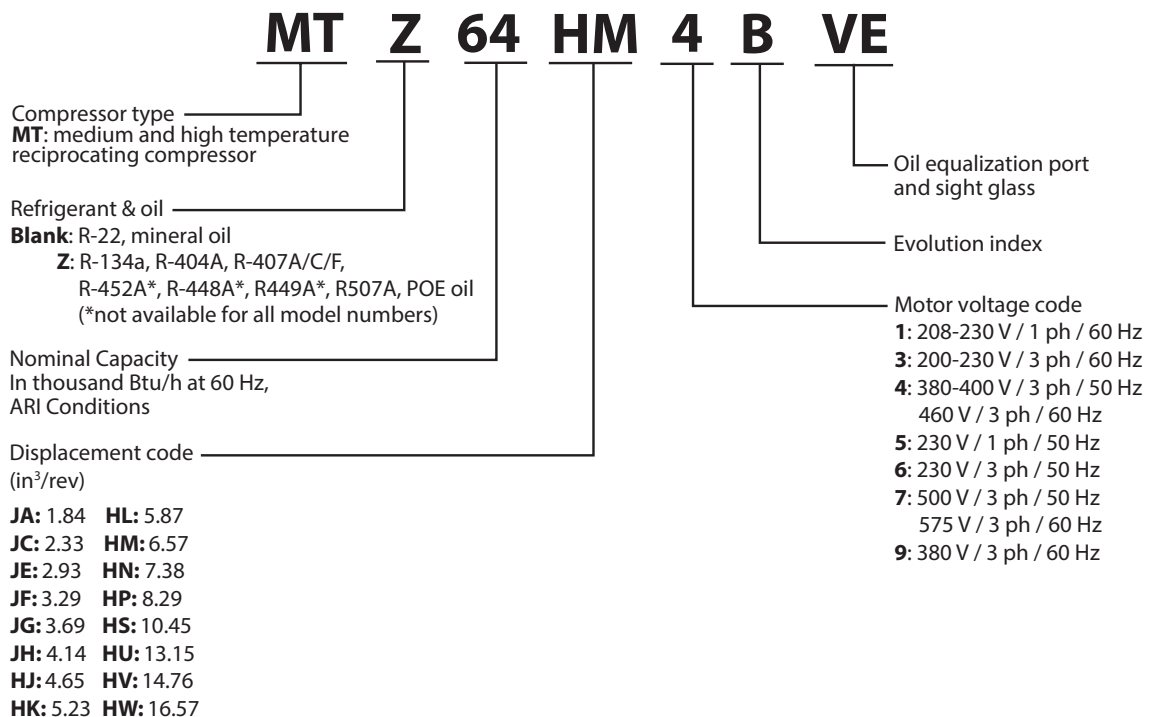 MT Z 64 HM 4 B VE
Compressor type
MT: medium and high temperature
reciprocating compressor
Refrigerant & oil
Blank: R-22, mineral oil
Z: R-134a, R-404A, R-407A/C/F,
R-452A*, R-448A*, R449A*, R507A, POE oil
(*not available for all model numbers)
Nominal Capacity
In thousand Btu/h at 60 Hz,
ARI Conditions
Displacement code
(in³/rev)
JA: 1.84 HL: 5.87
JC: 2.33 HM: 6.57
JE: 2.93 HN: 7.38
JF: 3.29 HP: 8.29
JG: 3.69 HS: 10.45
JH: 4.14 HU: 13.15
HJ: 4.65 HV: 14.76
HK: 5.23 HW: 16.57
Oil equalization port
and sight glass
Evolution index
Motor voltage code
1: 208-230 V / 1 ph / 60 Hz
3: 200-230 V / 3 ph / 60 Hz
4: 380-400 V / 3 ph / 50 Hz
460 V / 3 ph / 60 Hz
5: 230 V / 1 ph / 50 Hz
6: 230 V / 3 ph / 50 Hz
7: 500 V / 3 ph / 50 Hz
575 V / 3 ph / 60 Hz
9: 380 V / 3 ph / 60 Hz